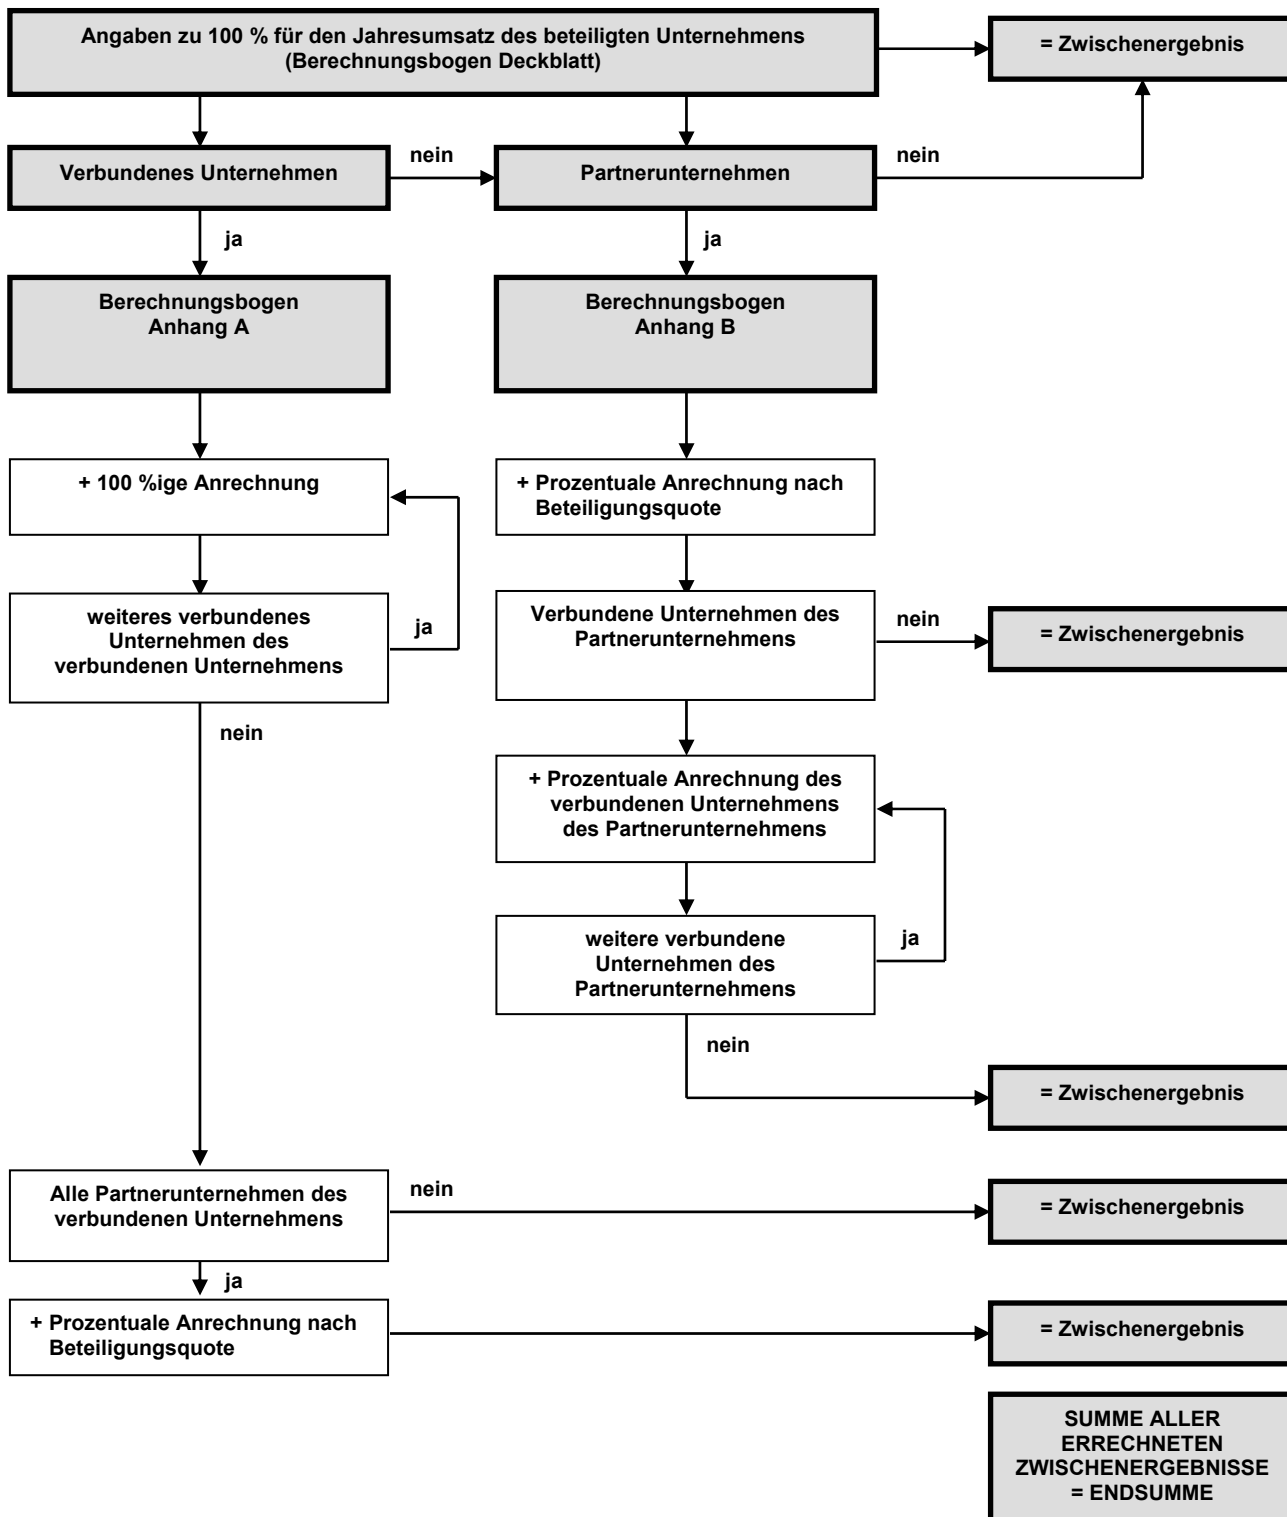 Angaben zu 100 % für den Jahresumsatz des beteiligten Unternehmens
(Berechnungsbogen Deckblatt)
= Zwischenergebnis
Verbundenes Unternehmen
nein
Partnerunternehmen
nein
ja
ja
Berechnungsbogen
Anhang A
Berechnungsbogen
Anhang B
+ 100 %ige Anrechnung
+ Prozentuale Anrechnung nach
Beteiligungsquote
weiteres verbundenes
Unternehmen des
verbundenen Unternehmens
ja
Verbundene Unternehmen des
Partnerunternehmens
nein
= Zwischenergebnis
nein
+ Prozentuale Anrechnung des
verbundenen Unternehmens
des Partnerunternehmens
weitere verbundene
Unternehmen des
Partnerunternehmens
ja
nein
= Zwischenergebnis
Alle Partnerunternehmen des
verbundenen Unternehmens
nein
= Zwischenergebnis
ja
+ Prozentuale Anrechnung nach
Beteiligungsquote
= Zwischenergebnis
SUMME ALLER
ERRECHNETEN
ZWISCHENERGEBNISSE
= ENDSUMME